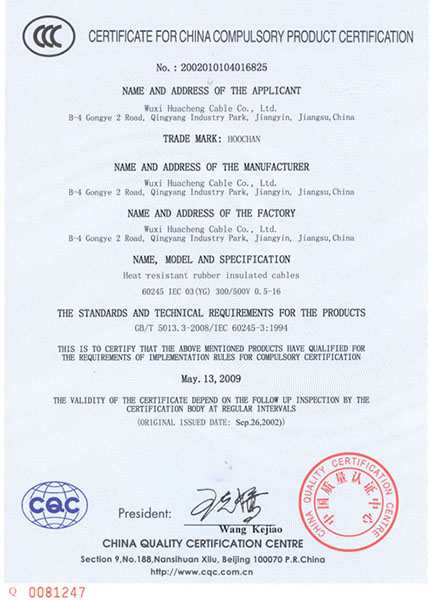 CCC
CERTIFICATE FOR CHINA COMPULSORY PRODUCT CERTIFICATION
No. : 2002010104016825
NAME AND ADDRESS OF THE APPLICANT
Wuxi Huacheng Cable Co., Ltd.
B-4 Gongye 2 Road, Qingyang Industry Park, Jiangyin, Jiangsu,China
TRADE MARK: HOOCHAN
NAME AND ADDRESS OF THE MANUFACTURER
Wuxi Huacheng Cable Co., Ltd.
B-4 Gongye 2 Road, Qingyang Industry Park, Jiangyin, Jiangsu,China
NAME AND ADDRESS OF THE FACTORY
Wuxi Huacheng Cable Co., Ltd.
B-4 Gongye 2 Road, Qingyang Industry Park, Jiangyin, Jiangsu,China
NAME, MODEL AND SPECIFICATION
Heat resistant rubber insulated cables
60245 IEC 03(YG) 300/500V 0.5-16
THE STANDARDS AND TECHNICAL REQUIREMENTS FOR THE PRODUCTS
GB/T 5013.3-2008/IEC 60245-3:1994
THIS IS TO CERTIFY THAT THE ABOVE MENTIONED PRODUCTS HAVE QUALIFIED FOR
THE REQUIREMENTS OF IMPLEMENTATION RULES FOR COMPULSORY CERTIFICATION
May. 13, 2009
THE VALIDITY OF THE CERTIFICATE DEPEND ON THE FOLLOW UP INSPECTION BY THE
CERTIFICATION BODY AT REGULAR INTERVALS
(ORIGINAL ISSUED DATE: Sep.26,2002))
CQC
President:
Wang Kejiao
CHINA QUALITY CERTIFICATION CENTRE
中国质量认证中心
CHINA QUALITY CERTIFICATION CENTRE
Section 9,No.188,Nansihuan Xilu, Beijing 100070 P.R.China
http://www.cqc.com.cn
Q 0081247